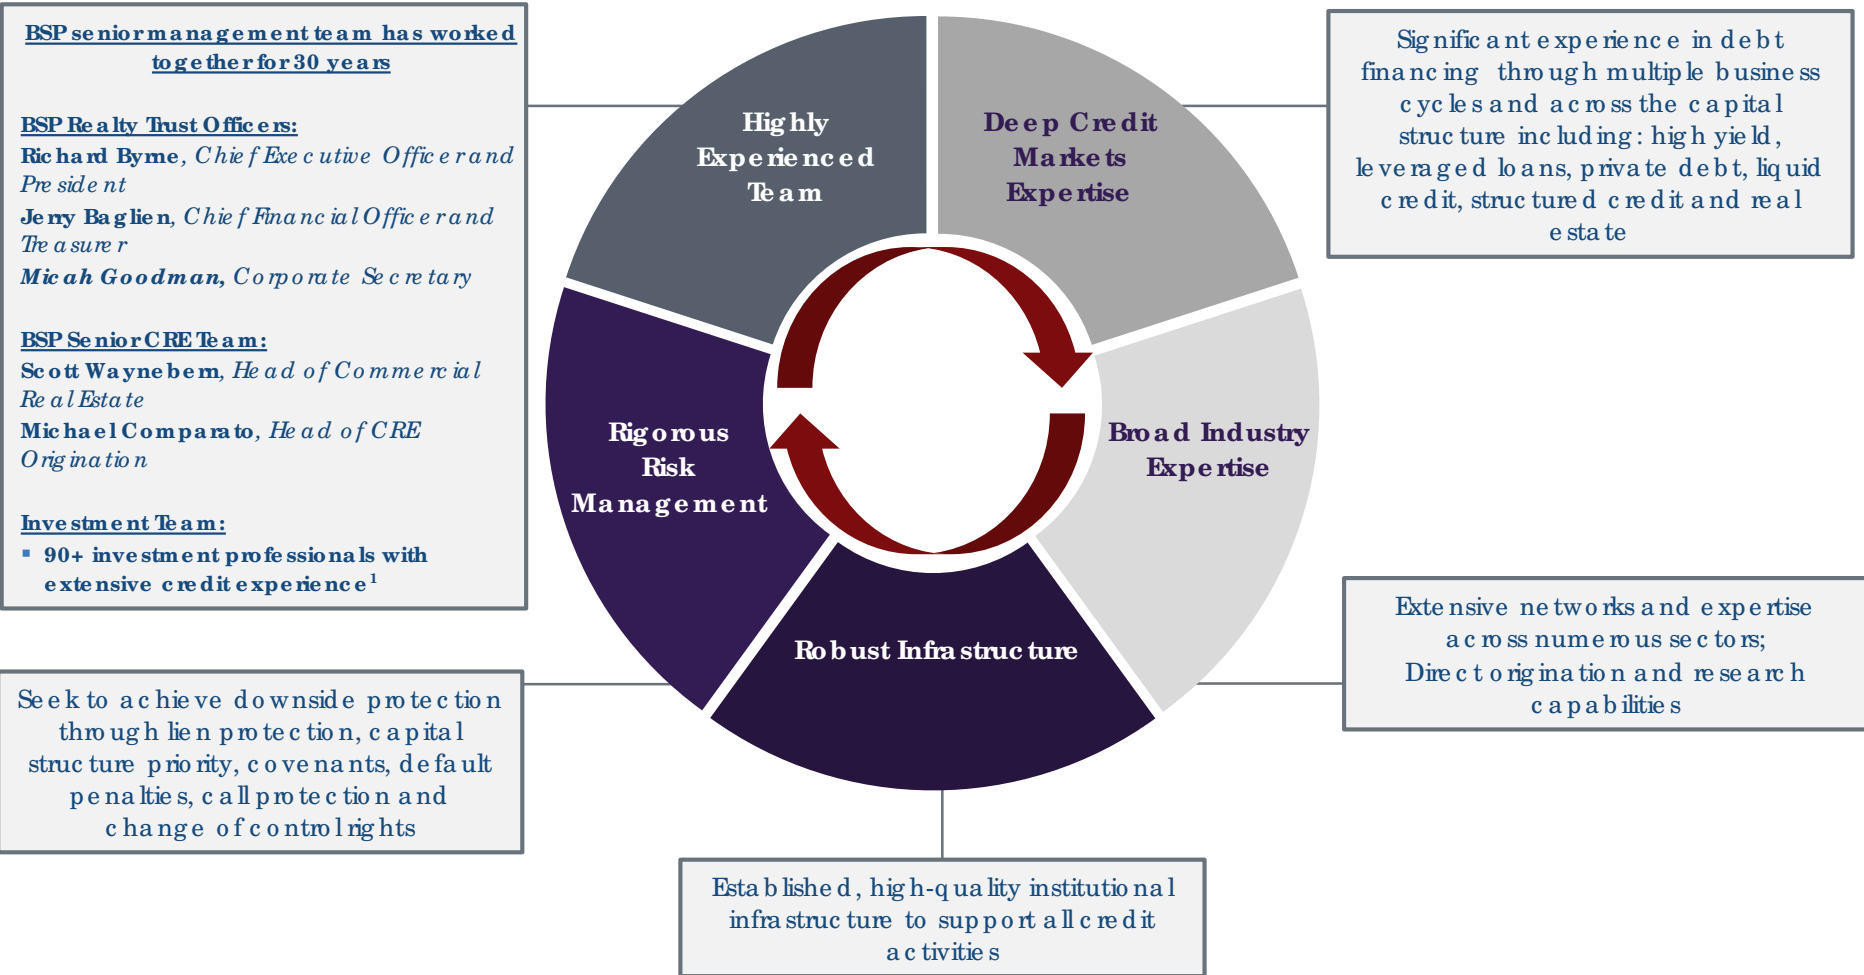 BSP senior management team has worked
together for 30 years
BSP Realty Trust Officers:
Richard Byrne, Chief Executive Officer and
President
Jerry Baglien, Chief Financial Officer and
Treasurer
Micah Goodman, Corporate Secretary
BSP Senior CRE Team:
Scott Waynebern, Head of Commercial
Real Estate
Michael Comparato, Head of CRE
Origination
Investment Team:
▪ 90+ investment professionals with
extensive credit experience¹
Highly
Experienced
Team
Deep Credit
Markets
Expertise
Significant experience in debt
financing through multiple business
cycles and across the capital
structure including: high yield,
leveraged loans, private debt, liquid
credit, structured credit and real
estate
Rigorous
Risk
Management
Broad Industry
Expertise
Robust Infrastructure
Extensive networks and expertise
across numerous sectors;
Direct origination and research
capabilities
Seek to achieve downside protection
through lien protection, capital
structure priority, covenants, default
penalties, call protection and
change of control rights
Established, high-quality institutional
infrastructure to support all credit
activities